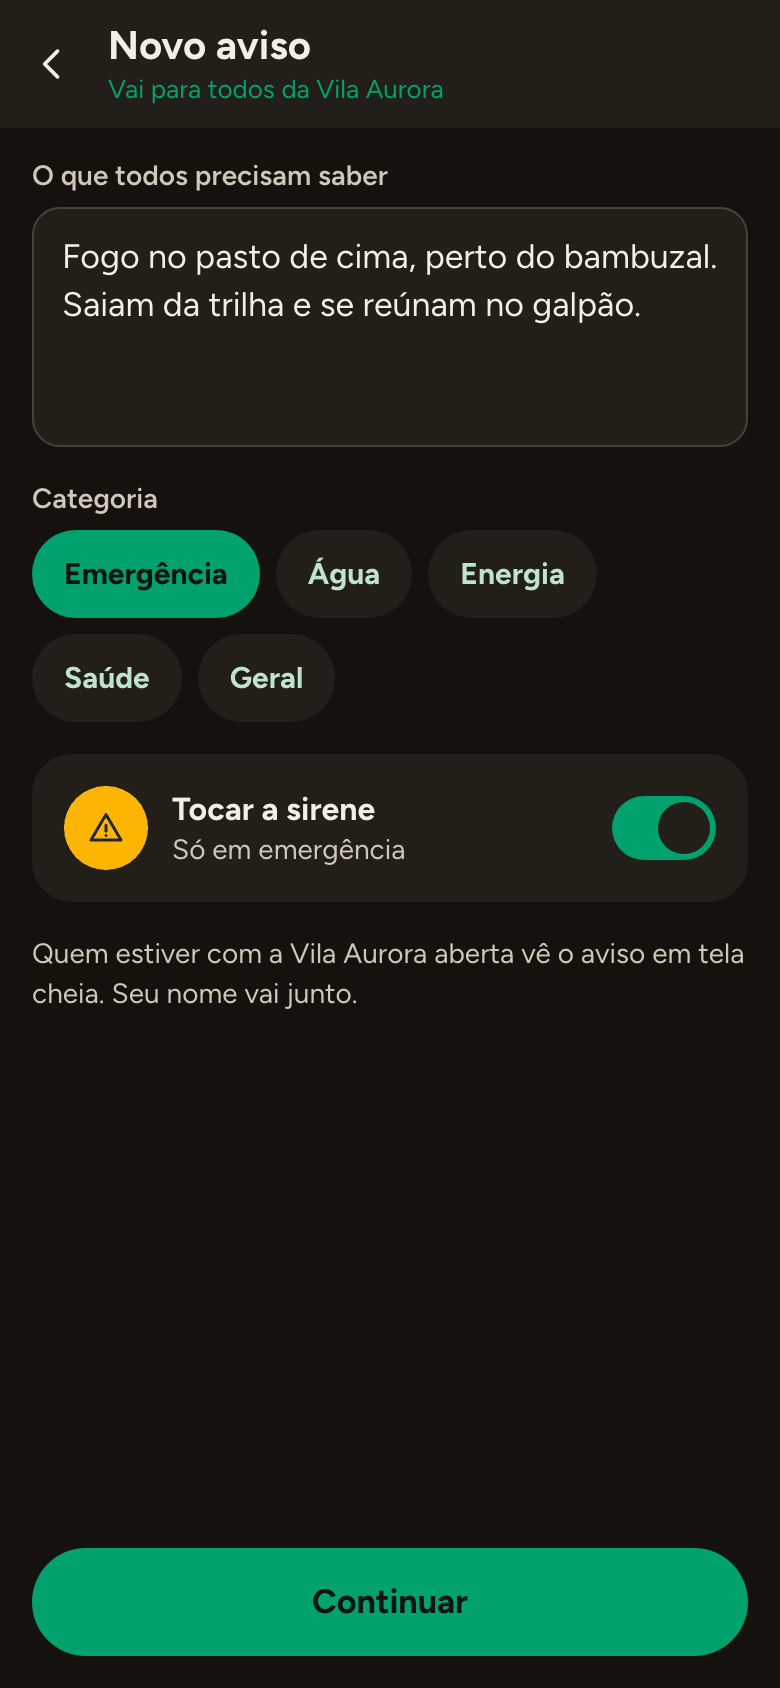 Novo aviso
Vai para todos da Vila Aurora
O que todos precisam saber
Fogo no pasto de cima, perto do bambuzal.
Saiam da trilha e se reúnam no galpão.
Categoria
Emergência
Água
Energia
Saúde
Geral
Tocar a sirene
Só em emergência
Quem estiver com a Vila Aurora aberta vê o aviso em tela
cheia. Seu nome vai junto.
Continuar